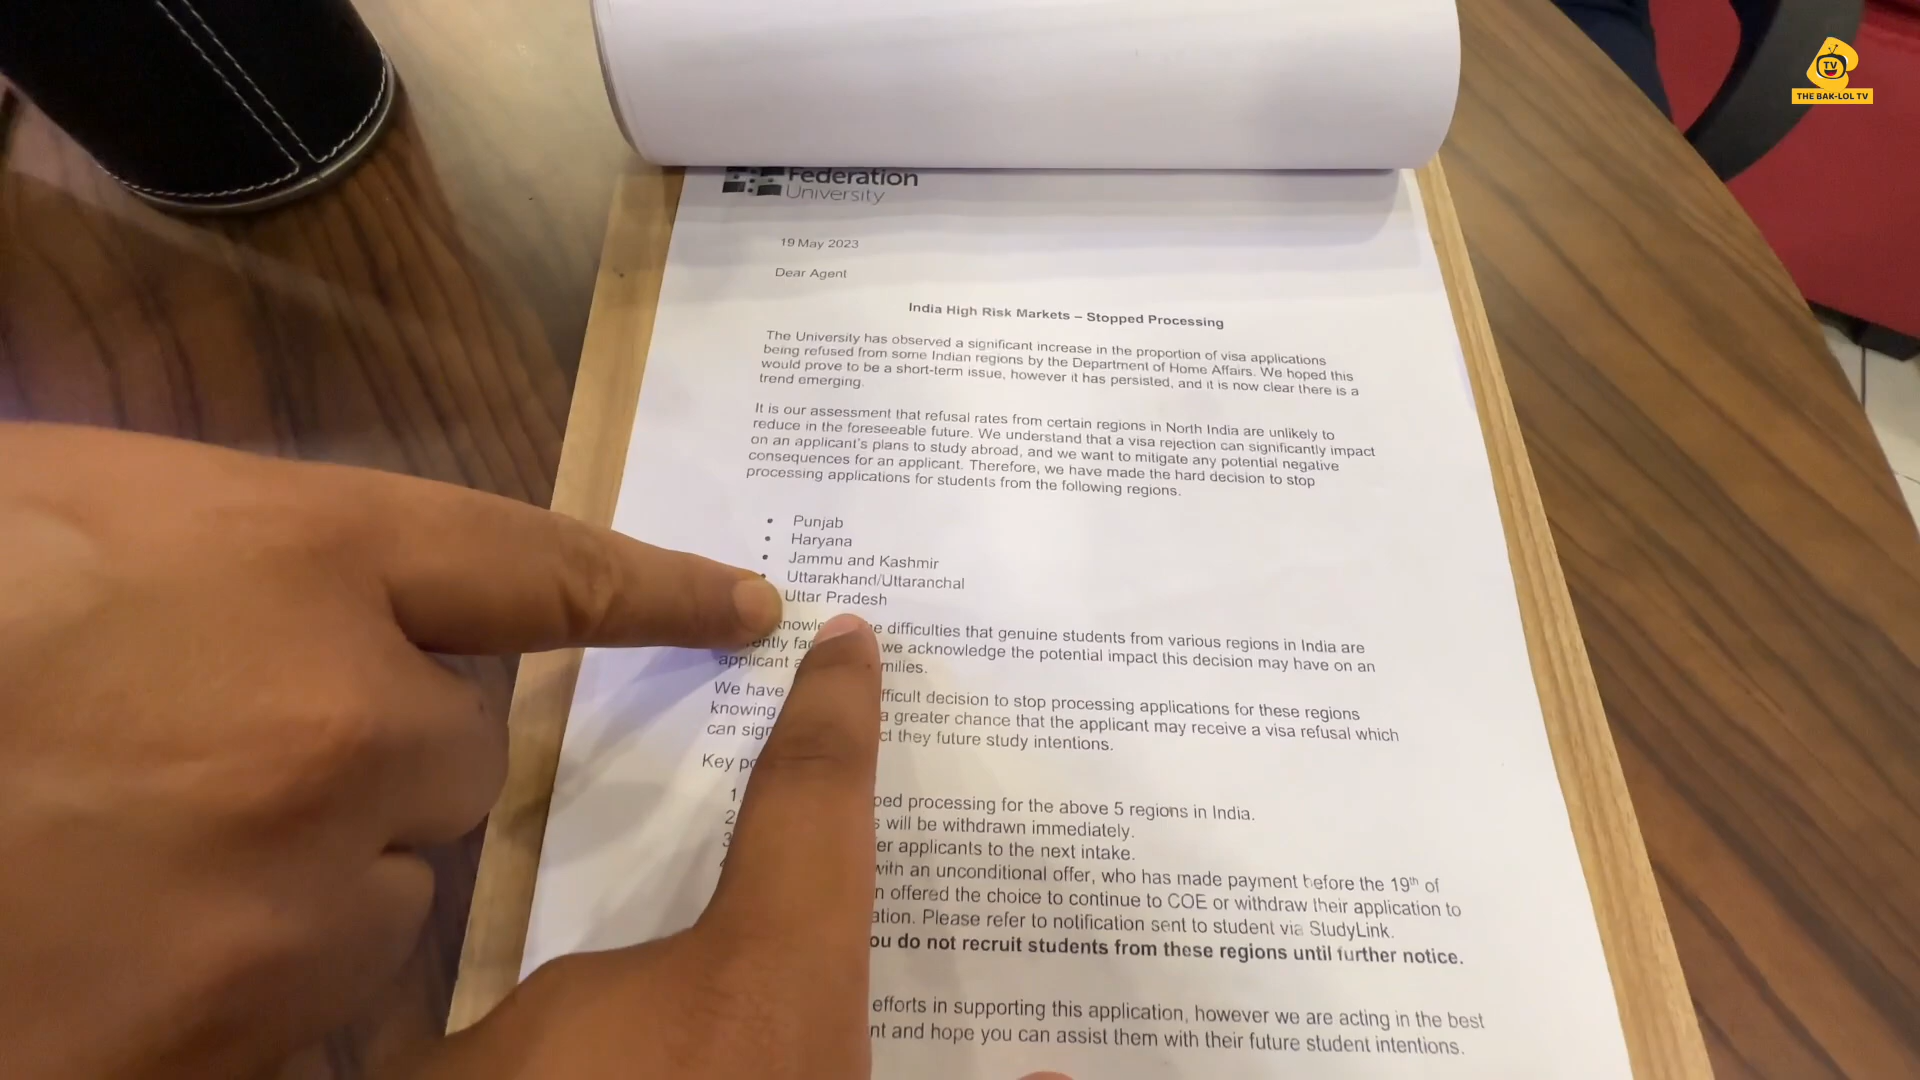 TV
THE BAK-LOL TV
Federation
University
19 May 2023
Dear Agent
India High Risk Markets – Stopped Processing
The University has observed a significant increase in the proportion of visa applications
being refused from some Indian regions by the Department of Home Affairs. We hoped this
would prove to be a short-term issue, however it has persisted, and it is now clear there is a
trend emerging.
It is our assessment that refusal rates from certain regions in North India are unlikely to
reduce in the foreseeable future. We understand that a visa rejection can significantly impact
on an applicant's plans to study abroad, and we want to mitigate any potential negative
consequences for an applicant. Therefore, we have made the hard decision to stop
processing applications for students from the following regions.
• Punjab
• Haryana
• Jammu and Kashmir
• Uttarakhand/Uttaranchal
Uttar Pradesh
difficulties that genuine students from various regions in India are
we acknowledge the potential impact this decision may have on an
applicant
We have decision to stop processing applications for these regions
knowing a greater chance that the applicant may receive a visa refusal which
can they future study intentions.
Key
1. processing for the above 5 regions in India.
2 will be withdrawn immediately.
3 applicants to the next intake.
with an unconditional offer, who has made payment before the 19th of
offered the choice to continue to COE or withdraw their application to
Please refer to notification sent to student via StudyLink.
do not recruit students from these regions until further notice.
efforts in supporting this application, however we are acting in the best
and hope you can assist them with their future student intentions.